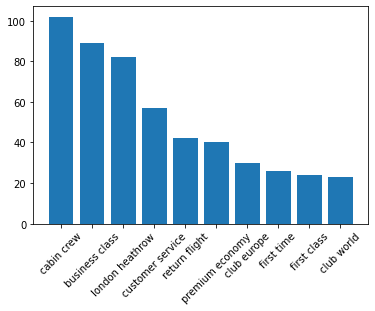 100
80
60
40
20
0
cabin crew
business class
london heathrow
customer service
return flight
premium economy
club europe
first time
first class
club world